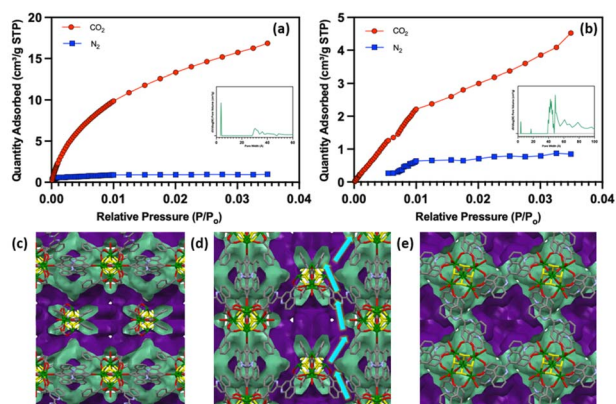 (a)
CO₂
N₂
Quantity Adsorbed (cm³/g STP)
20
15
10
5
0
0.00
0.01
0.02
0.03
0.04
Relative Pressure (P/P₀)
(b)
CO₂
N₂
Quantity Adsorbed (cm³/g STP)
5
4
3
2
1
0
0.00
0.01
0.02
0.03
0.04
Relative Pressure (P/P₀)
(c)
(d)
(e)